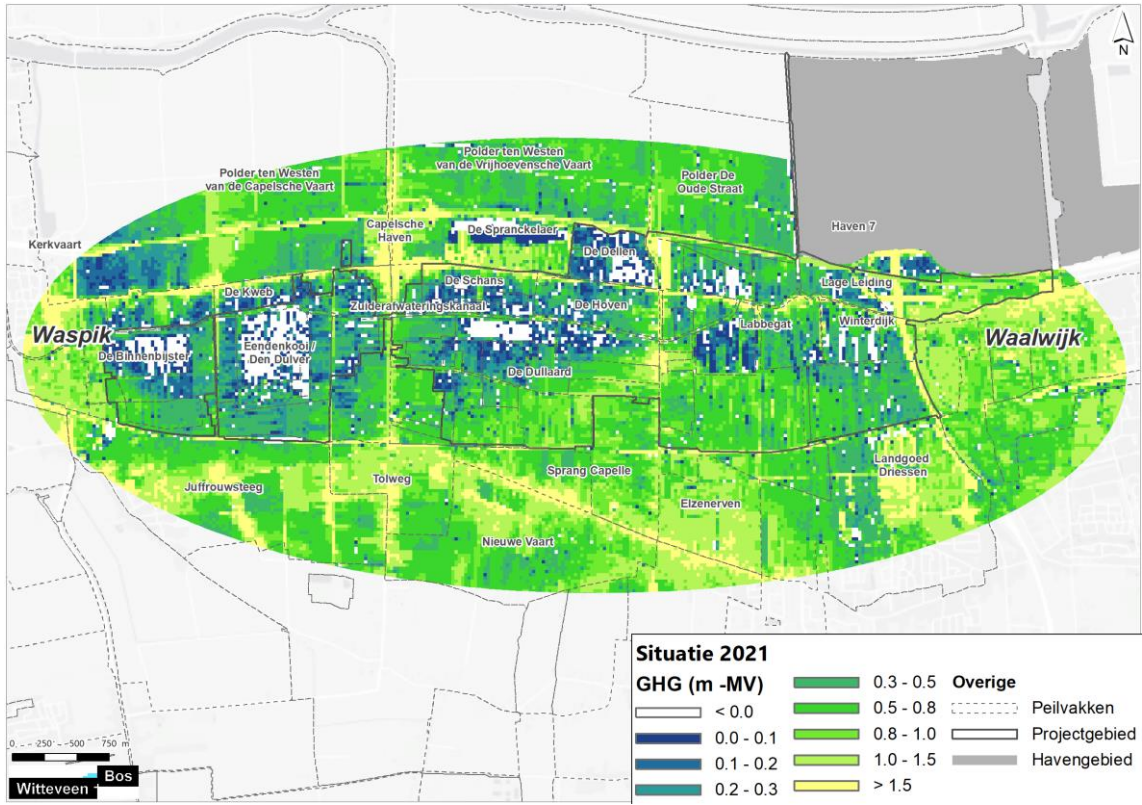 N
Polder ten Westen
van de Vrijhoevensche Vaart
Polder ten Westen
van de Capelsche Vaart
Polder De
Oude Straat
Kerkvaart
Capelsche
Haven
De Spranckelaer
Haven 7
De Dellen
De Kweb
De Schans
Lage Leiding
Zuiderafwateringskanaal
De Hoven
Labbegat
Winterdijk
Waspik
Waalwijk
De Binnenbijster
Eendenkooi /
Den Dulver
De Dullaard
Landgoed
Driessen
Juffrouwsteeg
Tolweg
Sprang Capelle
Elzenerven
Nieuwe Vaart
Situatie 2021
GHG (m -MV)
< 0.0
0.0 - 0.1
0.1 - 0.2
0.2 - 0.3
0.3 - 0.5
0.5 - 0.8
0.8 - 1.0
1.0 - 1.5
> 1.5
Overige
Peilvakken
Projectgebied
Havengebied
0 250 500 750 m
Witteveen
Bos